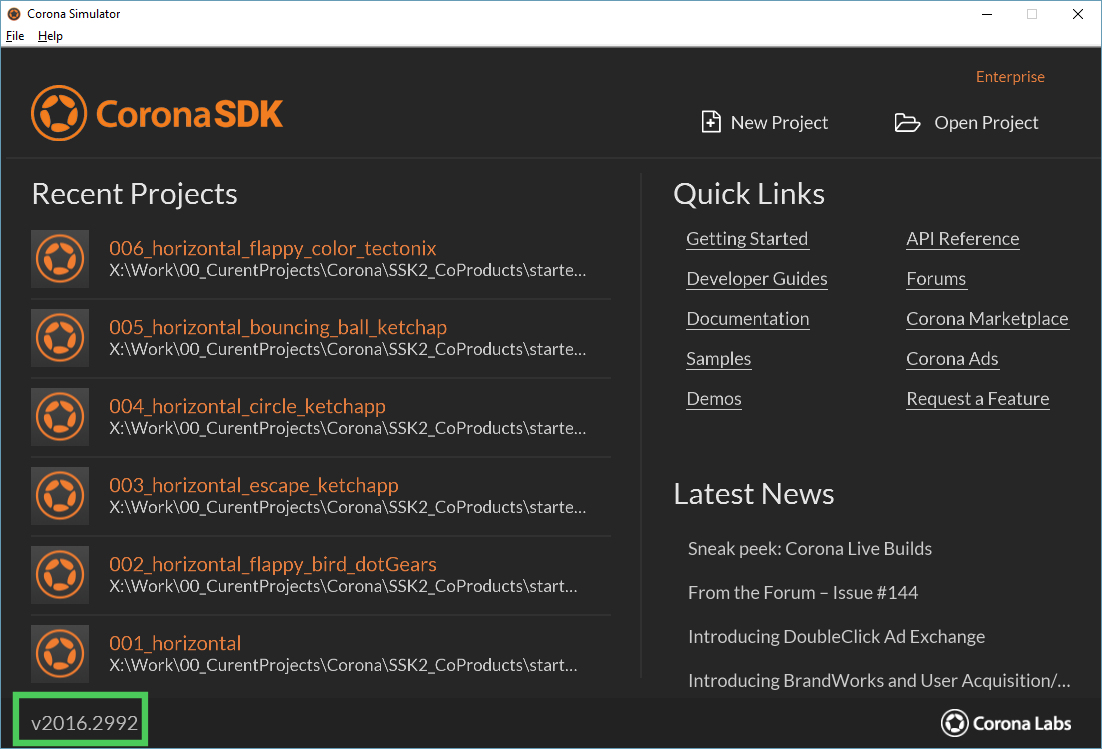 Corona Simulator
File Help
Enterprise
CoronaSDK
New Project
Open Project
Recent Projects
006_horizontal_flappy_color_tectonix
X:\Work\00_CurentProjects\Corona\SSK2_CoProducts\starte...
005_horizontal_bouncing_ball_ketchap
X:\Work\00_CurentProjects\Corona\SSK2_CoProducts\starte...
004_horizontal_circle_ketchapp
X:\Work\00_CurentProjects\Corona\SSK2_CoProducts\starte...
003_horizontal_escape_ketchapp
X:\Work\00_CurentProjects\Corona\SSK2_CoProducts\starte...
002_horizontal_flappy_bird_dotGears
X:\Work\00_CurentProjects\Corona\SSK2_CoProducts\start...
001_horizontal
X:\Work\00_CurentProjects\Corona\SSK2_CoProducts\start...
Quick Links
Getting Started
API Reference
Developer Guides
Forums
Documentation
Corona Marketplace
Samples
Corona Ads
Demos
Request a Feature
Latest News
Sneak peek: Corona Live Builds
From the Forum – Issue #144
Introducing DoubleClick Ad Exchange
Introducing BrandWorks and User Acquisition/...
v2016.2992
Corona Labs